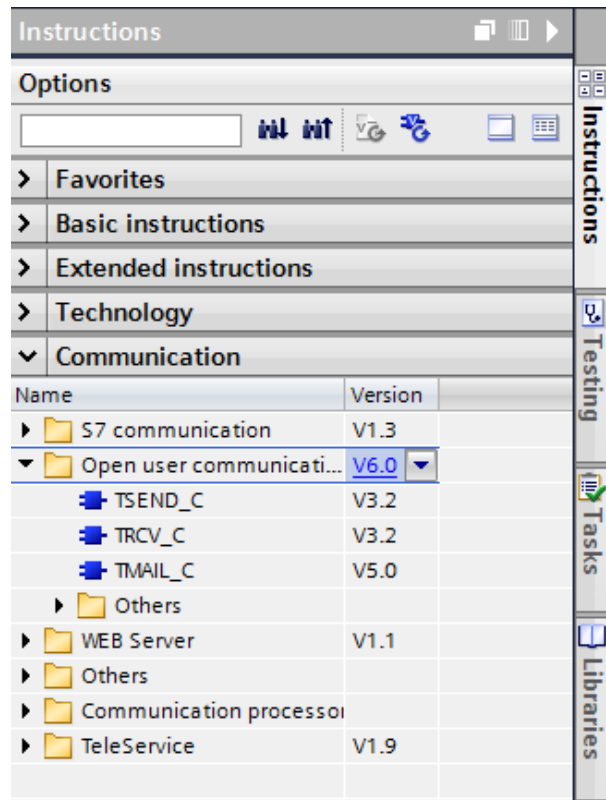 Instructions
Options
Favorites
Basic instructions
Extended instructions
Technology
Communication
Name Version
S7 communication V1.3
Open user communicati... V6.0
TSEND_C V3.2
TRCV_C V3.2
TMAIL_C V5.0
Others
WEB Server V1.1
Others
Communication processor
TeleService V1.9
Instructions
Testing
Tasks
Libraries